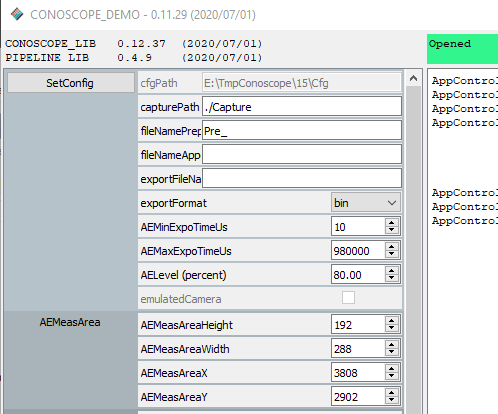 CONOSCOPE_DEMO - 0.11.29 (2020/07/01)
CONOSCOPE_LIB 0.12.37 (2020/07/01)
PIPELINE LIB 0.4.9 (2020/07/01)
Opened
SetConfig
cfgPath E:\TmpConoscope\15\Cfg
capturePath ./Capture
fileNamePrep Pre_
fileNameApp
exportFileNa
exportFormat bin
AEMinExpoTimeUs 10
AEMaxExpoTimeUs 980000
AELevel (percent) 80.00
emulatedCamera
AEMeasArea
AEMeasAreaHeight 192
AEMeasAreaWidth 288
AEMeasAreaX 3808
AEMeasAreaY 2902
AppControl
AppControl
AppControl
AppControl
AppControl
AppControl
AppControl